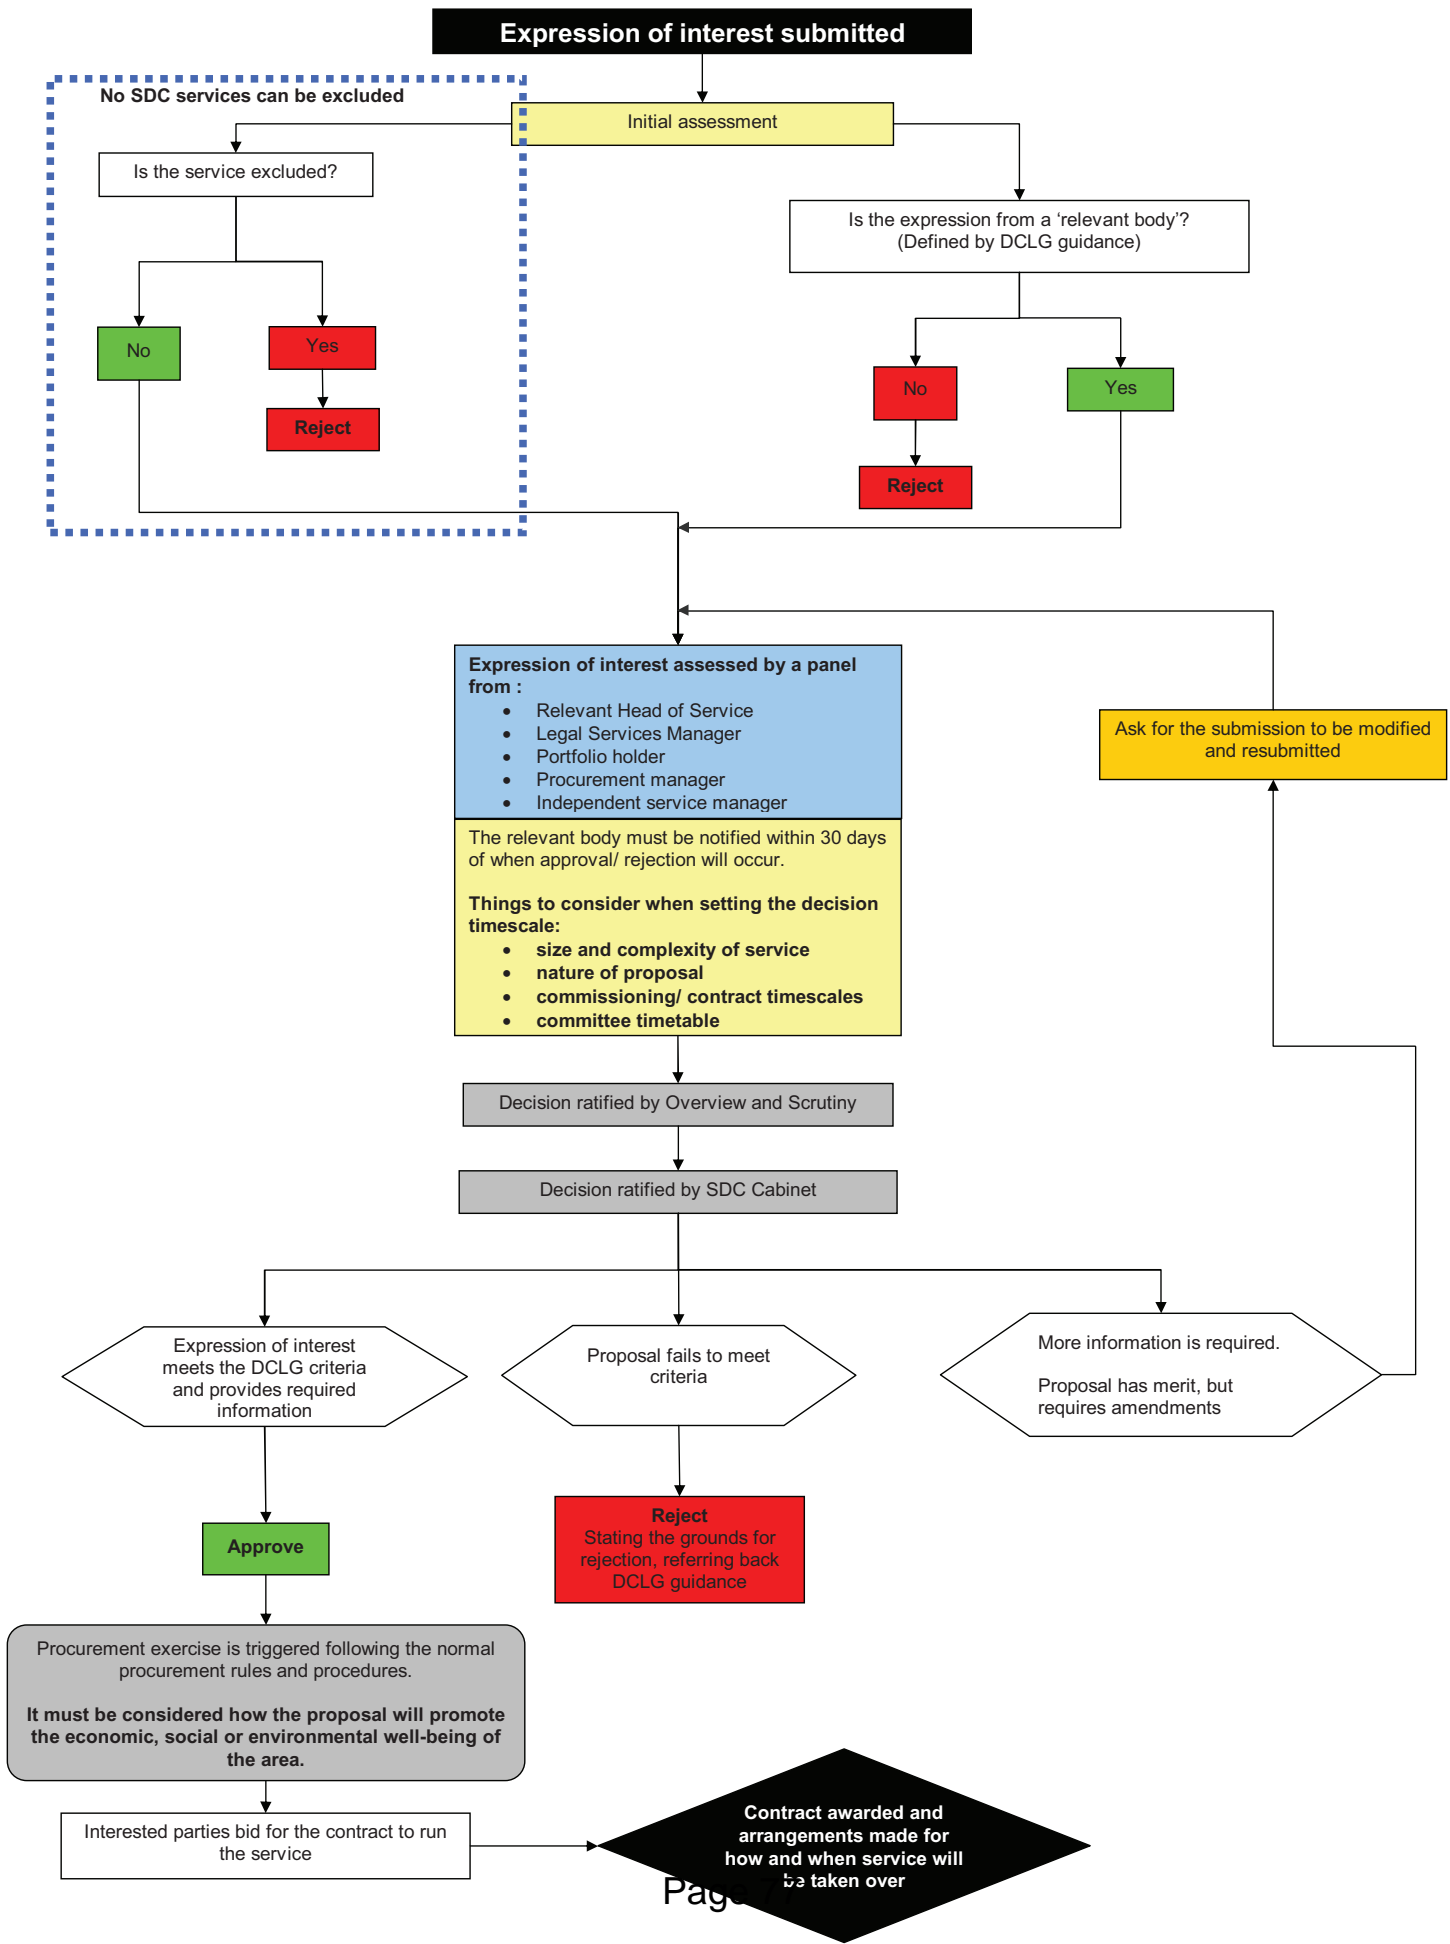 Expression of interest submitted
No SDC services can be excluded
Initial assessment
Is the service excluded?
Is the expression from a ‘relevant body’?
(Defined by DCLG guidance)
No
Yes
Reject
No
Yes
Reject
Expression of interest assessed by a panel
from :
• Relevant Head of Service
• Legal Services Manager
• Portfolio holder
• Procurement manager
• Independent service manager
Ask for the submission to be modified
and resubmitted
The relevant body must be notified within 30 days
of when approval/ rejection will occur.
Things to consider when setting the decision
timescale:
• size and complexity of service
• nature of proposal
• commissioning/ contract timescales
• committee timetable
Decision ratified by Overview and Scrutiny
Decision ratified by SDC Cabinet
Expression of interest
meets the DCLG criteria
and provides required
information
Proposal fails to meet
criteria
More information is required.
Proposal has merit, but
requires amendments
Approve
Reject
Stating the grounds for
rejection, referring back
DCLG guidance
Procurement exercise is triggered following the normal
procurement rules and procedures.
It must be considered how the proposal will promote
the economic, social or environmental well-being of
the area.
Interested parties bid for the contract to run
the service
Contract awarded and
arrangements made for
how and when service will
be taken over
Page 77